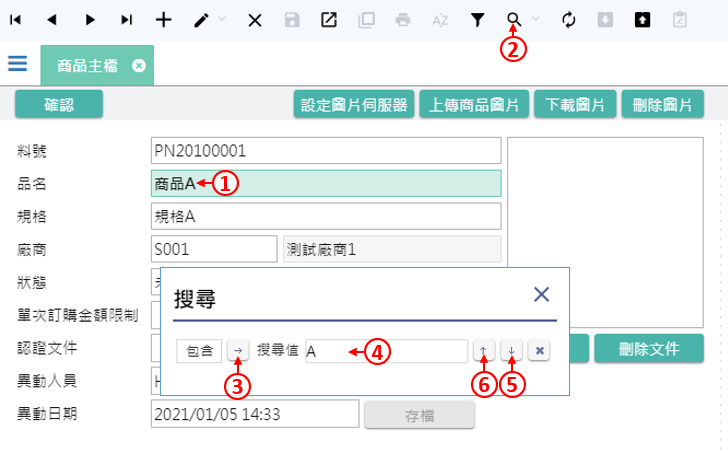 ②
商品主檔
確認 設定圖片伺服器 上傳商品圖片 下載圖片 刪除圖片
料號 PN20100001
品名 商品A ①
規格 規格A
廠商 S001 測試廠商1
狀態
搜尋
單次訂購金額限制
認證文件 包含 搜尋值 A ④ 刪除文件
③ ⑥ ⑤
異動人員 H
異動日期 2021/01/05 14:33 存檔